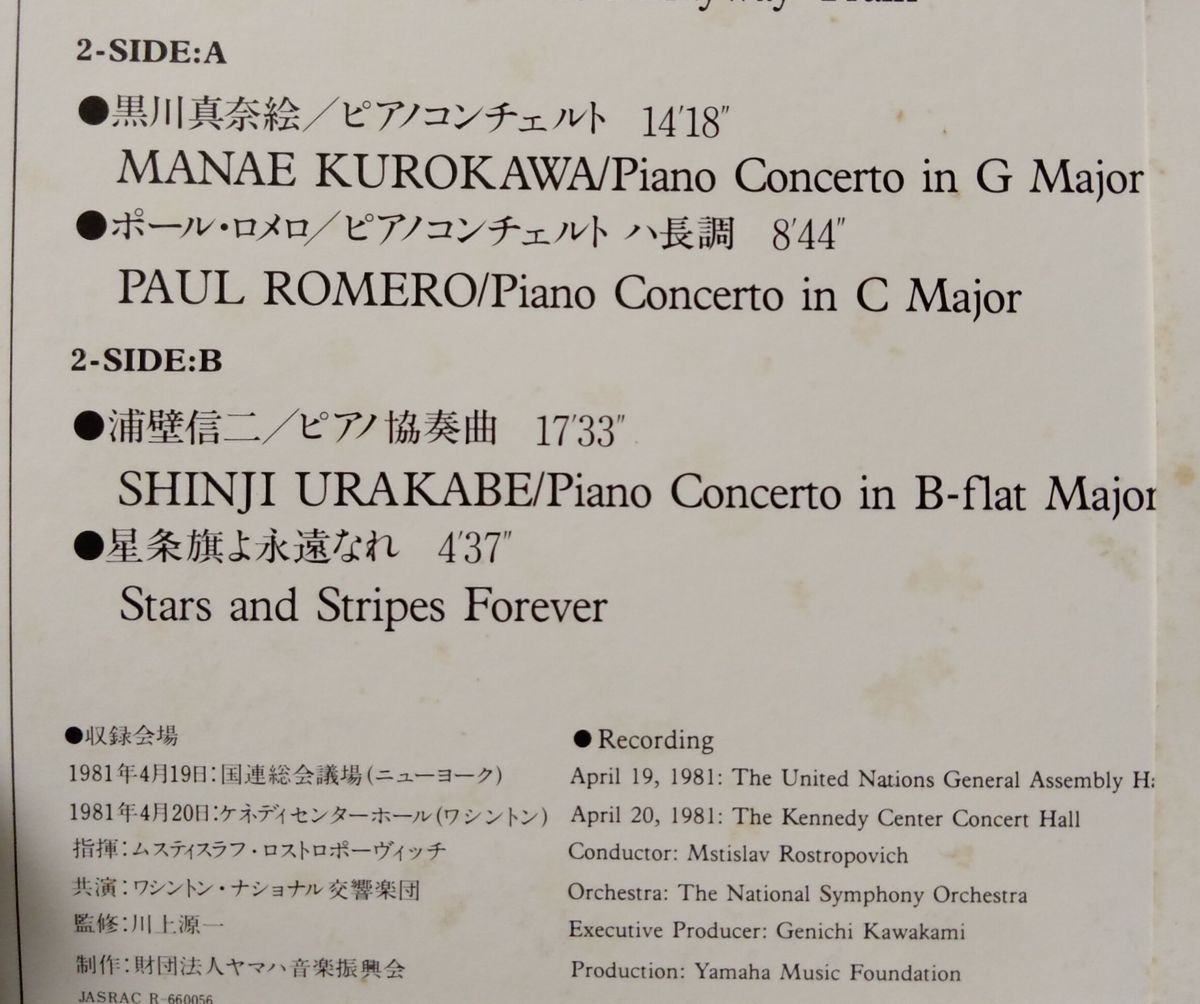 2-SIDE:A
●黒川真奈絵／ピアノコンチェルト 14′18″
MANAE KUROKAWA/Piano Concerto in G Major
●ポール・ロメロ／ピアノコンチェルト ハ長調 8′44″
PAUL ROMERO/Piano Concerto in C Major
2-SIDE:B
●浦壁信二／ピアノ協奏曲 17′33″
SHINJI URAKABE/Piano Concerto in B-flat Major
●星条旗よ永遠なれ 4′37″
Stars and Stripes Forever
●収録会場
1981年4月19日:国連総会議場(ニューヨーク)
1981年4月20日:ケネディセンターホール(ワシントン)
指揮:ムスティスラフ・ロストロポーヴィッチ
共演:ワシントン・ナショナル交響楽団
監修:川上源一
制作:財団法人ヤマハ音楽振興会
JASRAC R-660056
●Recording
April 19, 1981: The United Nations General Assembly
April 20, 1981: The Kennedy Center Concert Hall
Conductor: Mstislav Rostropovich
Orchestra: The National Symphony Orchestra
Executive Producer: Genichi Kawakami
Production: Yamaha Music Foundation